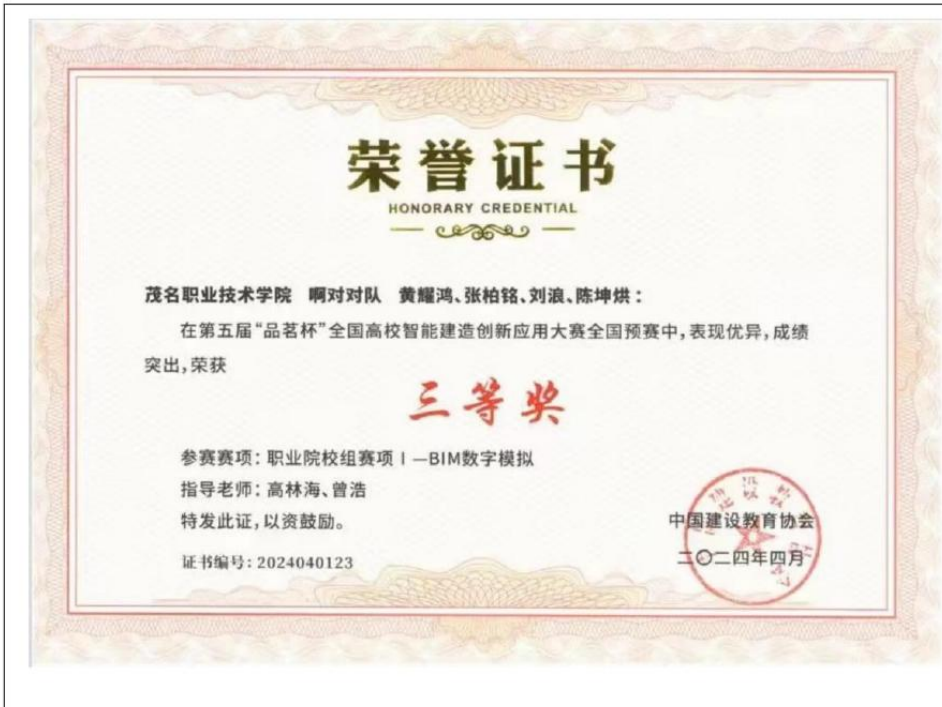 荣誉证书
HONORARY CREDENTIAL
茂名职业技术学院 啊对对队 黄耀鸿、张柏铭、刘浪、陈坤烘：
在第五届“品茗杯”全国高校智能建造创新应用大赛全国预赛中，表现优异，成绩
突出，荣获
三等奖
参赛赛项：职业院校组赛项Ⅰ—BIM数字模拟
指导老师：高林海、曾浩
特发此证，以资鼓励。
中国建设教育协会
证书编号：2024040123
二〇二四年四月